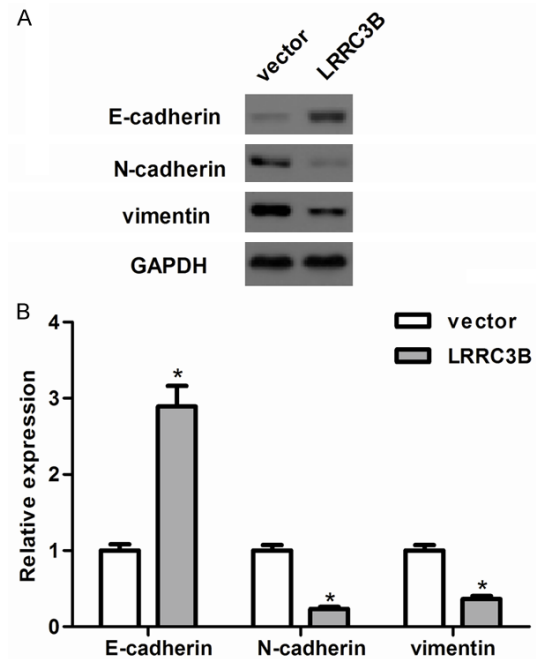 A
vector LRRC3B
E-cadherin
N-cadherin
vimentin
GAPDH
B
vector
LRRC3B
Relative expression
4
3
2
1
0
*
*
*
E-cadherin N-cadherin vimentin